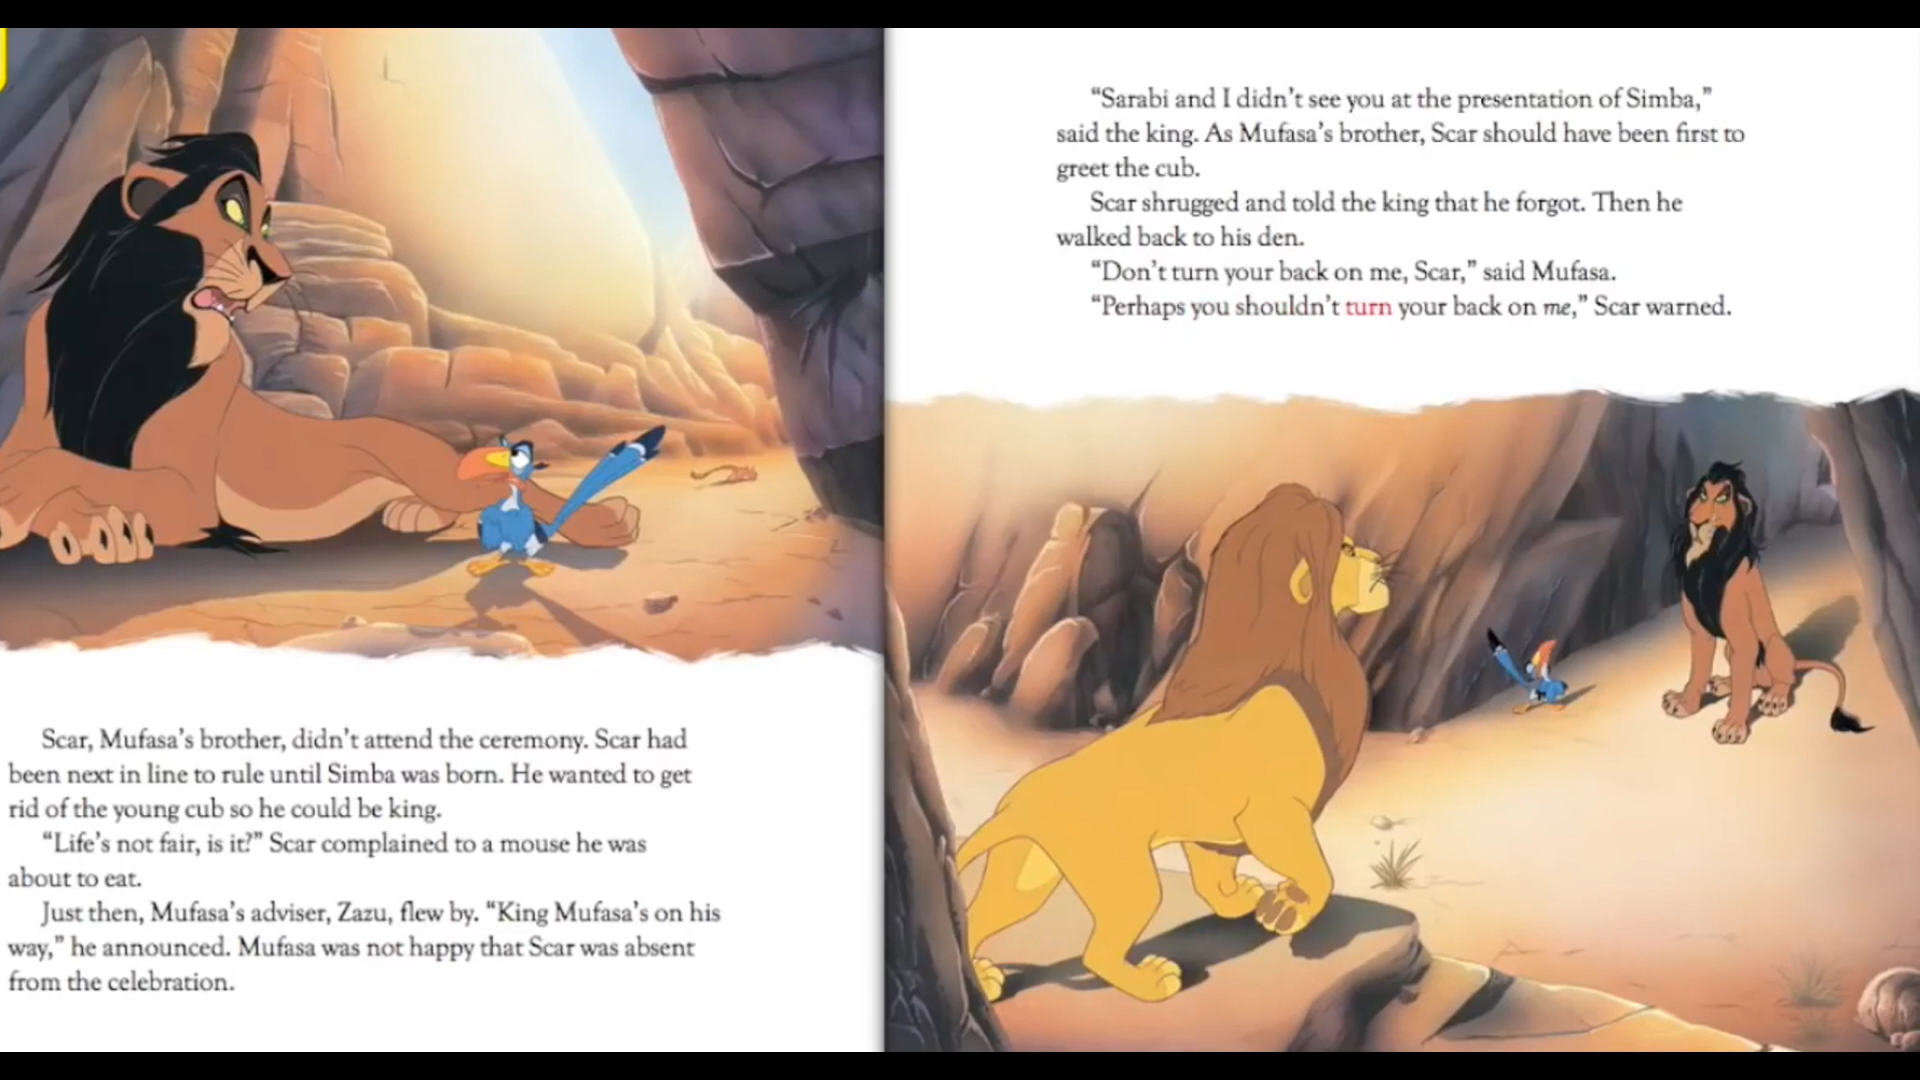 Scar, Mufasa’s brother, didn’t attend the ceremony. Scar had
been next in line to rule until Simba was born. He wanted to get
rid of the young cub so he could be king.
“Life’s not fair, is it?” Scar complained to a mouse he was
about to eat.
Just then, Mufasa’s adviser, Zazu, flew by. “King Mufasa’s on his
way,” he announced. Mufasa was not happy that Scar was absent
from the celebration.
“Sarabi and I didn’t see you at the presentation of Simba,”
said the king. As Mufasa’s brother, Scar should have been first to
greet the cub.
Scar shrugged and told the king that he forgot. Then he
walked back to his den.
“Don’t turn your back on me, Scar,” said Mufasa.
“Perhaps you shouldn’t turn your back on me,” Scar warned.